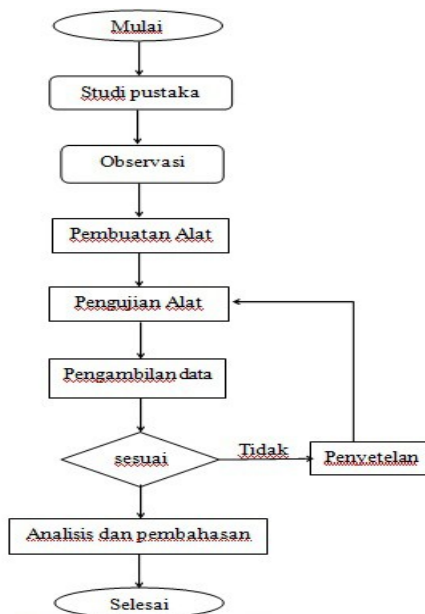 Mulai
Studi pustaka
Observasi
Pembuatan Alat
Pengujian Alat
Pengambilan data
sesuai
Tidak
Penyetelan
Analisis dan pembahasan
Selesai